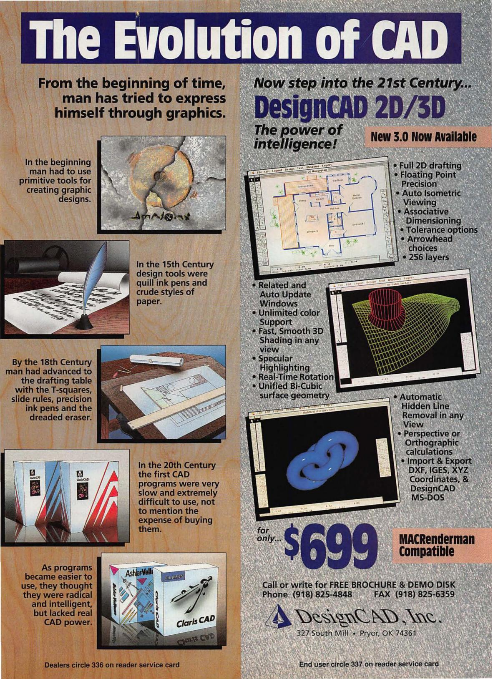 The Evolution of CAD
From the beginning of time,
man has tried to express
himself through graphics.
In the beginning
man had to use
primitive tools for
creating graphic
designs.
In the 15th Century
design tools were
quill ink pens and
crude styles of
paper.
By the 18th Century
man had advanced to
the drafting table
with the T-squares,
slide rules, precision
ink pens and the
dreaded eraser.
In the 20th Century
the first CAD
programs were very
slow and extremely
difficult to use, not
to mention the
expense of buying
them.
As programs
became easier to
use, they thought
they were radical
and intelligent,
but lacked real
CAD power.
Claris CAD
Dealers circle 336 on reader service card
Now step into the 21st Century...
DesignCAD 2D/3D
The power of
intelligence!
New 3.0 Now Available
• Full 2D drafting
• Floating Point
Precision
• Auto Isometric
Viewing
• Associative
Dimensioning
• Tolerance options
• Arrowhead
choices
• 256 layers
• Related and
Auto Update
Windows
• Unlimited color
Support
• Fast, Smooth 3D
Shading in any
view
• Specular
Highlighting
• Real-Time Rotation
• Unified Bi-Cubic
surface geometry
• Automatic
Hidden Line
Removal in any
View
• Perspective or
Orthographic
calculations
• Import & Export
DXF, IGES, XYZ
Coordinates, &
DesignCAD
MS-DOS
for
only... $699
MACRenderman
Compatible
Call or write for FREE BROCHURE & DEMO DISK
Phone (918) 825-4848 FAX (918) 825-6359
DesignCAD, Inc.
327 South Mill • Pryor, OK 74361
End user circle 337 on reader service card